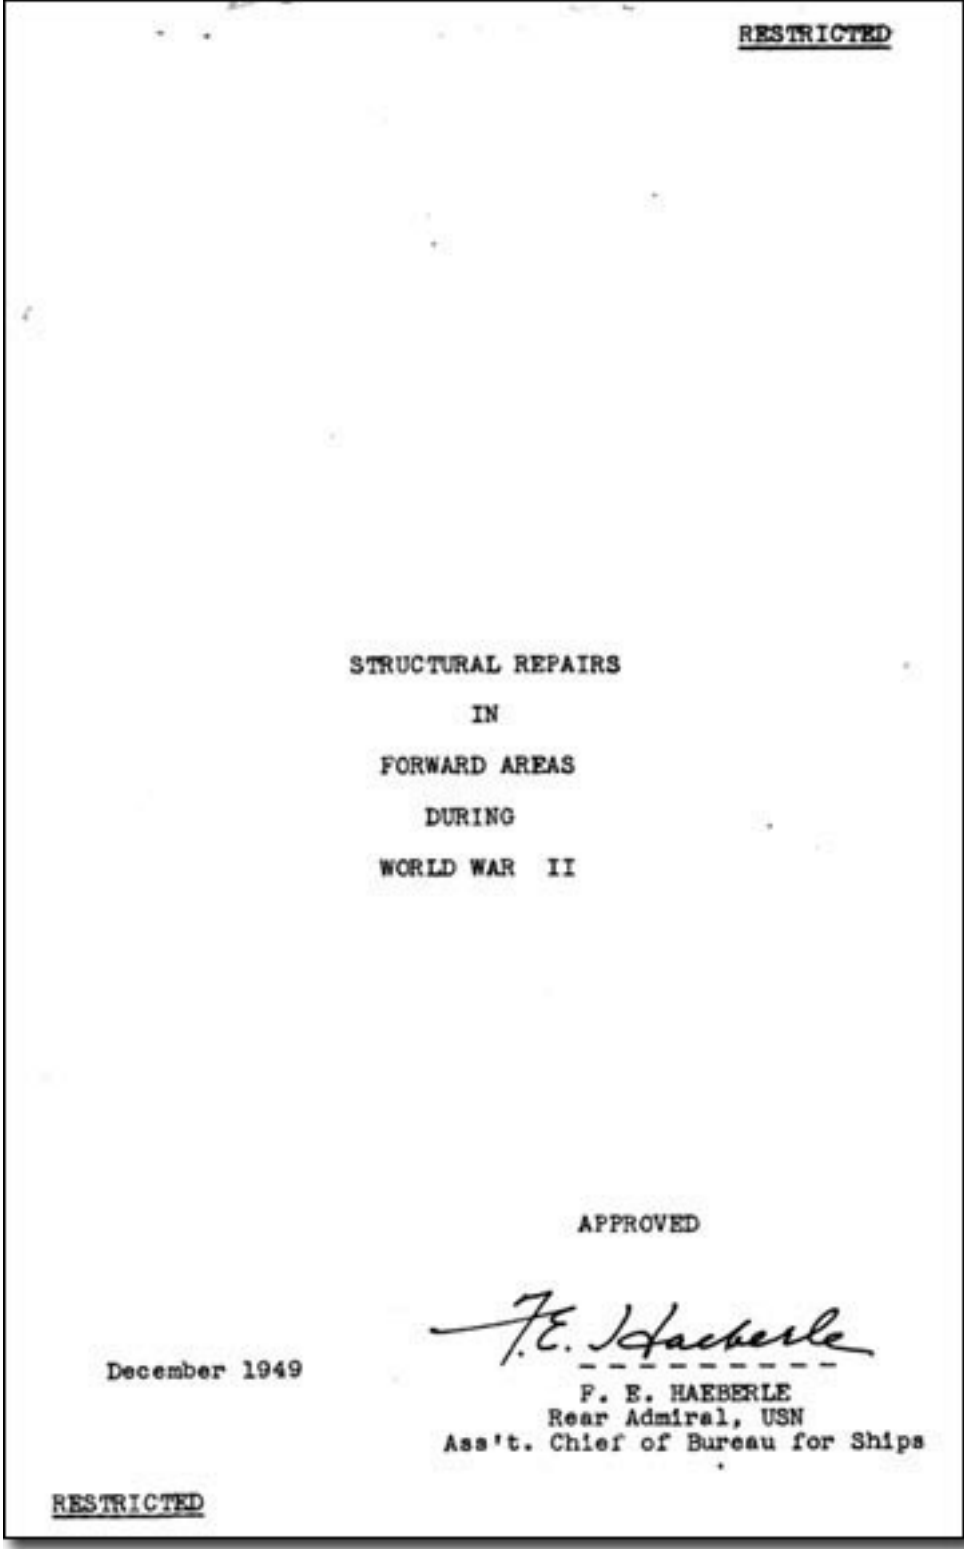 RESTRICTED
STRUCTURAL REPAIRS
IN
FORWARD AREAS
DURING
WORLD WAR II
APPROVED
F.E. Haeberle
December 1949
F. E. HAEBERLE
Rear Admiral, USN
Ass't. Chief of Bureau for Ships
RESTRICTED